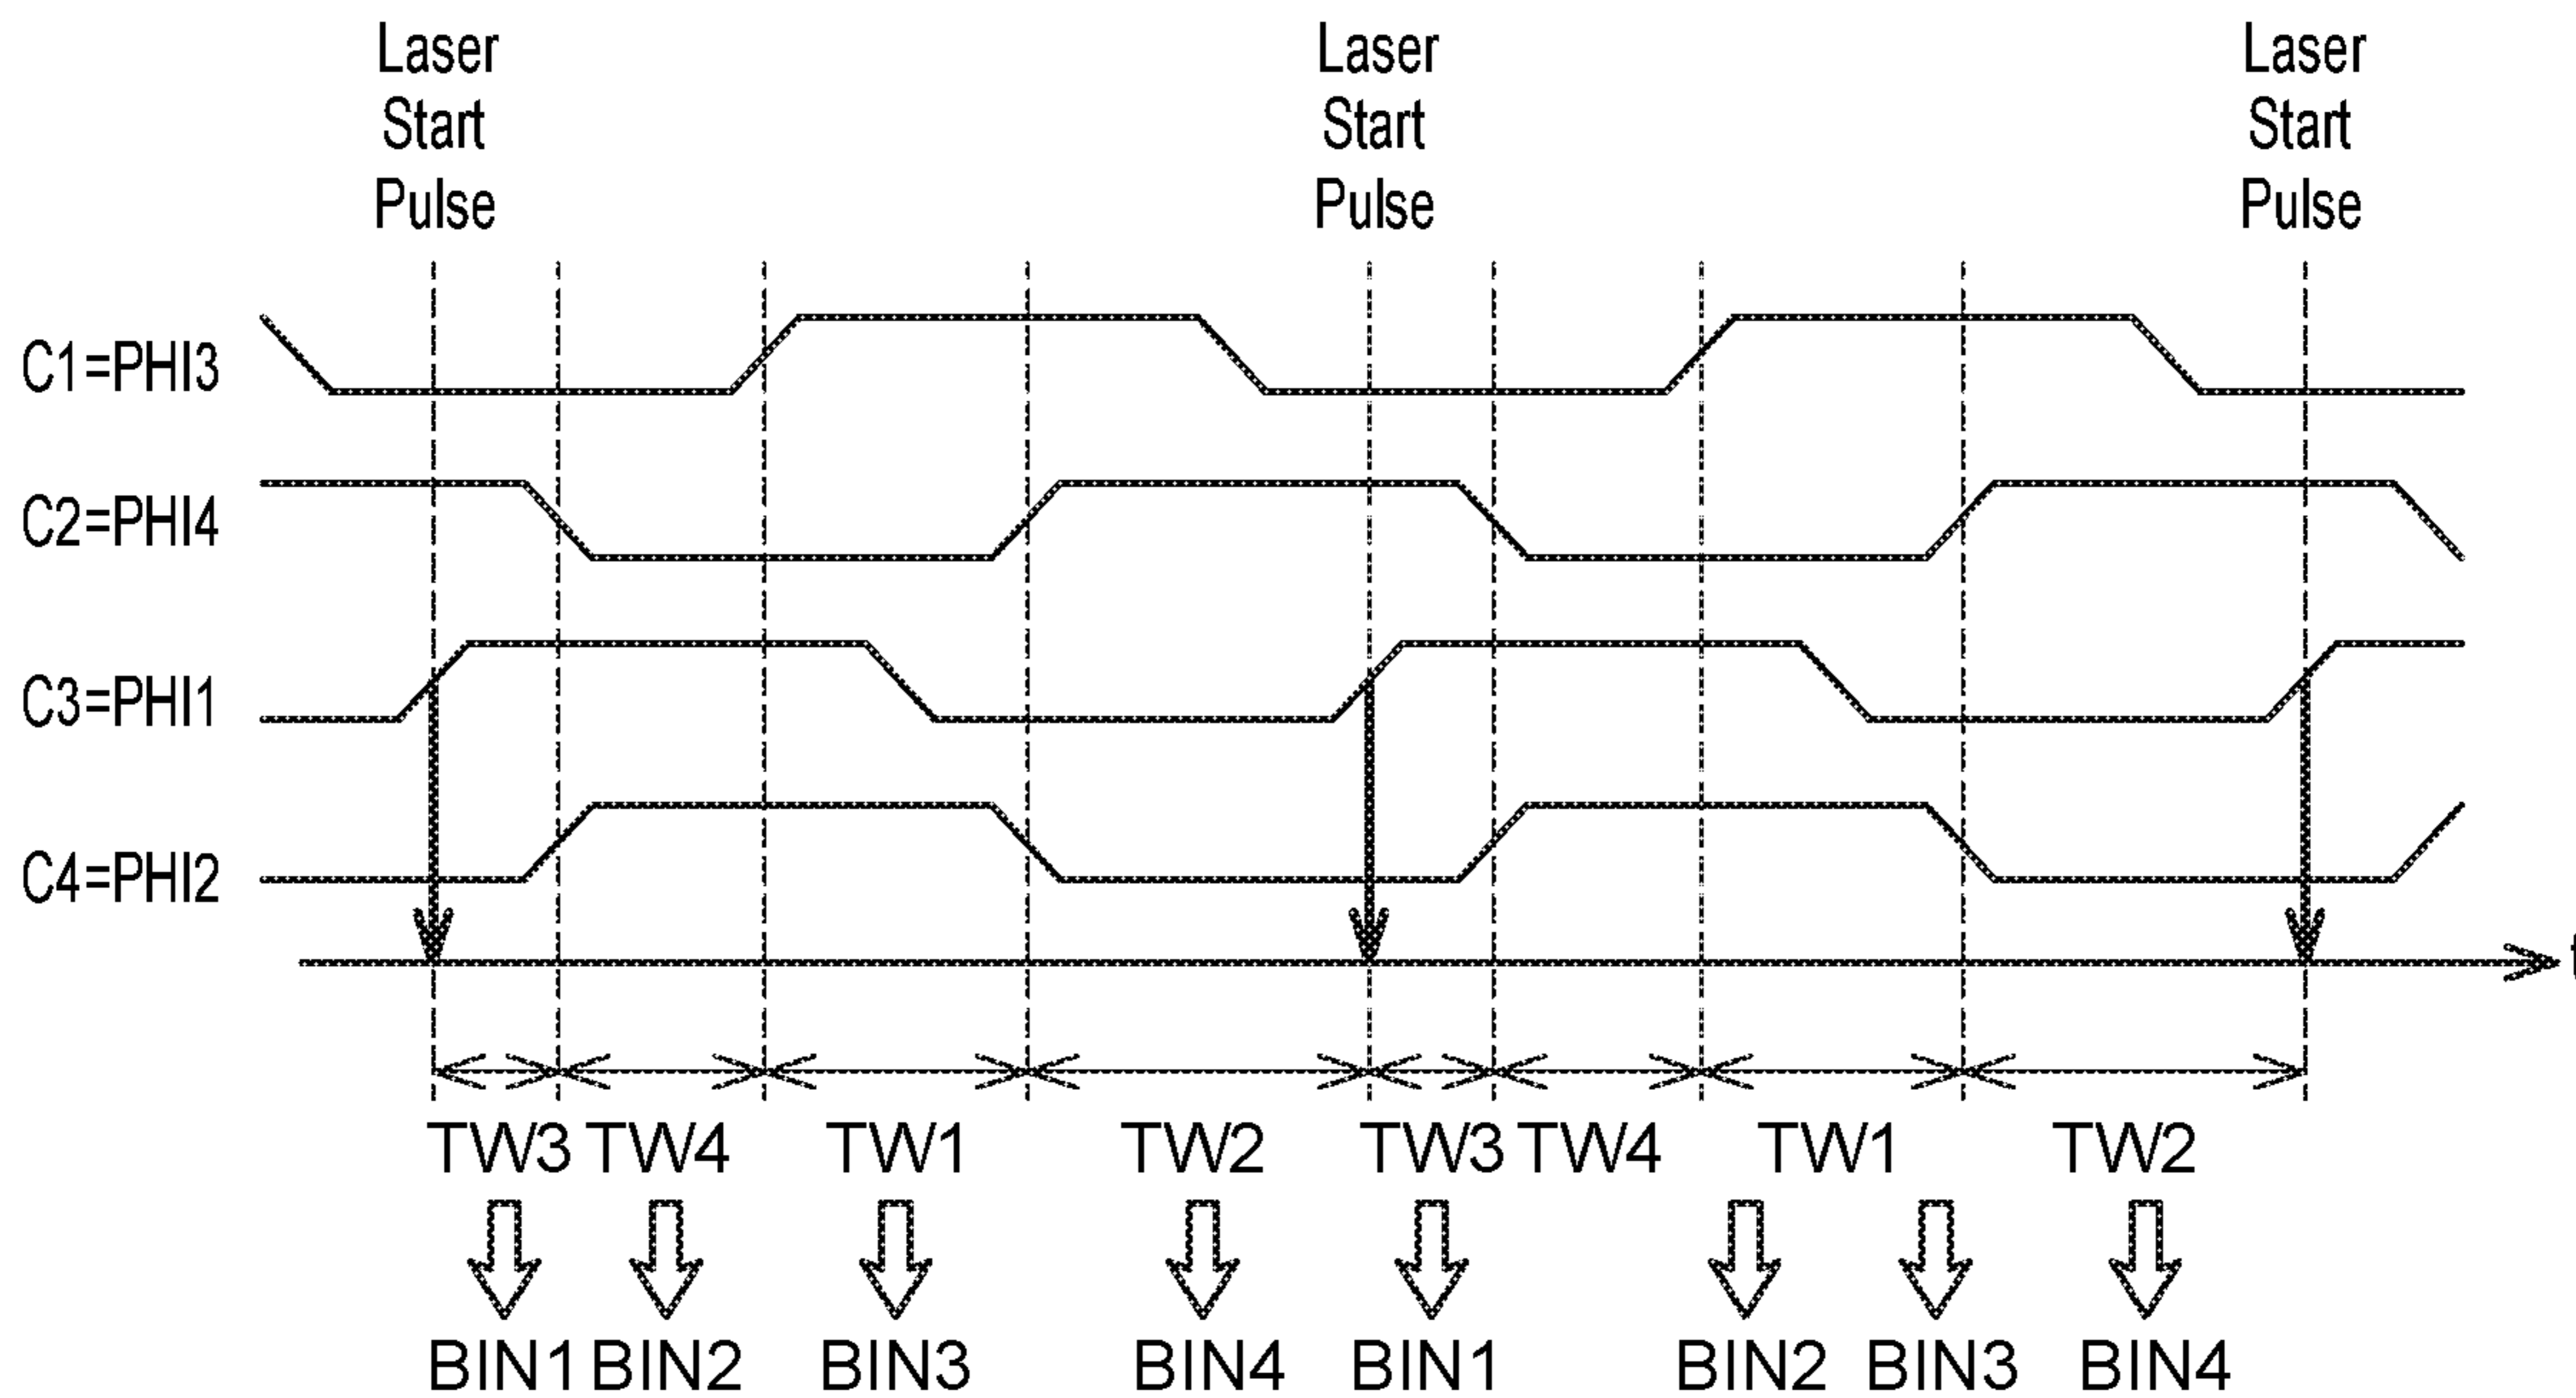 Laser Laser Laser
Start Start Start
Pulse Pulse Pulse
C1=PHI3
C2=PHI4
C3=PHI1
C4=PHI2
t
TW3 TW4 TW1 TW2 TW3 TW4 TW1 TW2
BIN1 BIN2 BIN3 BIN4 BIN1 BIN2 BIN3 BIN4